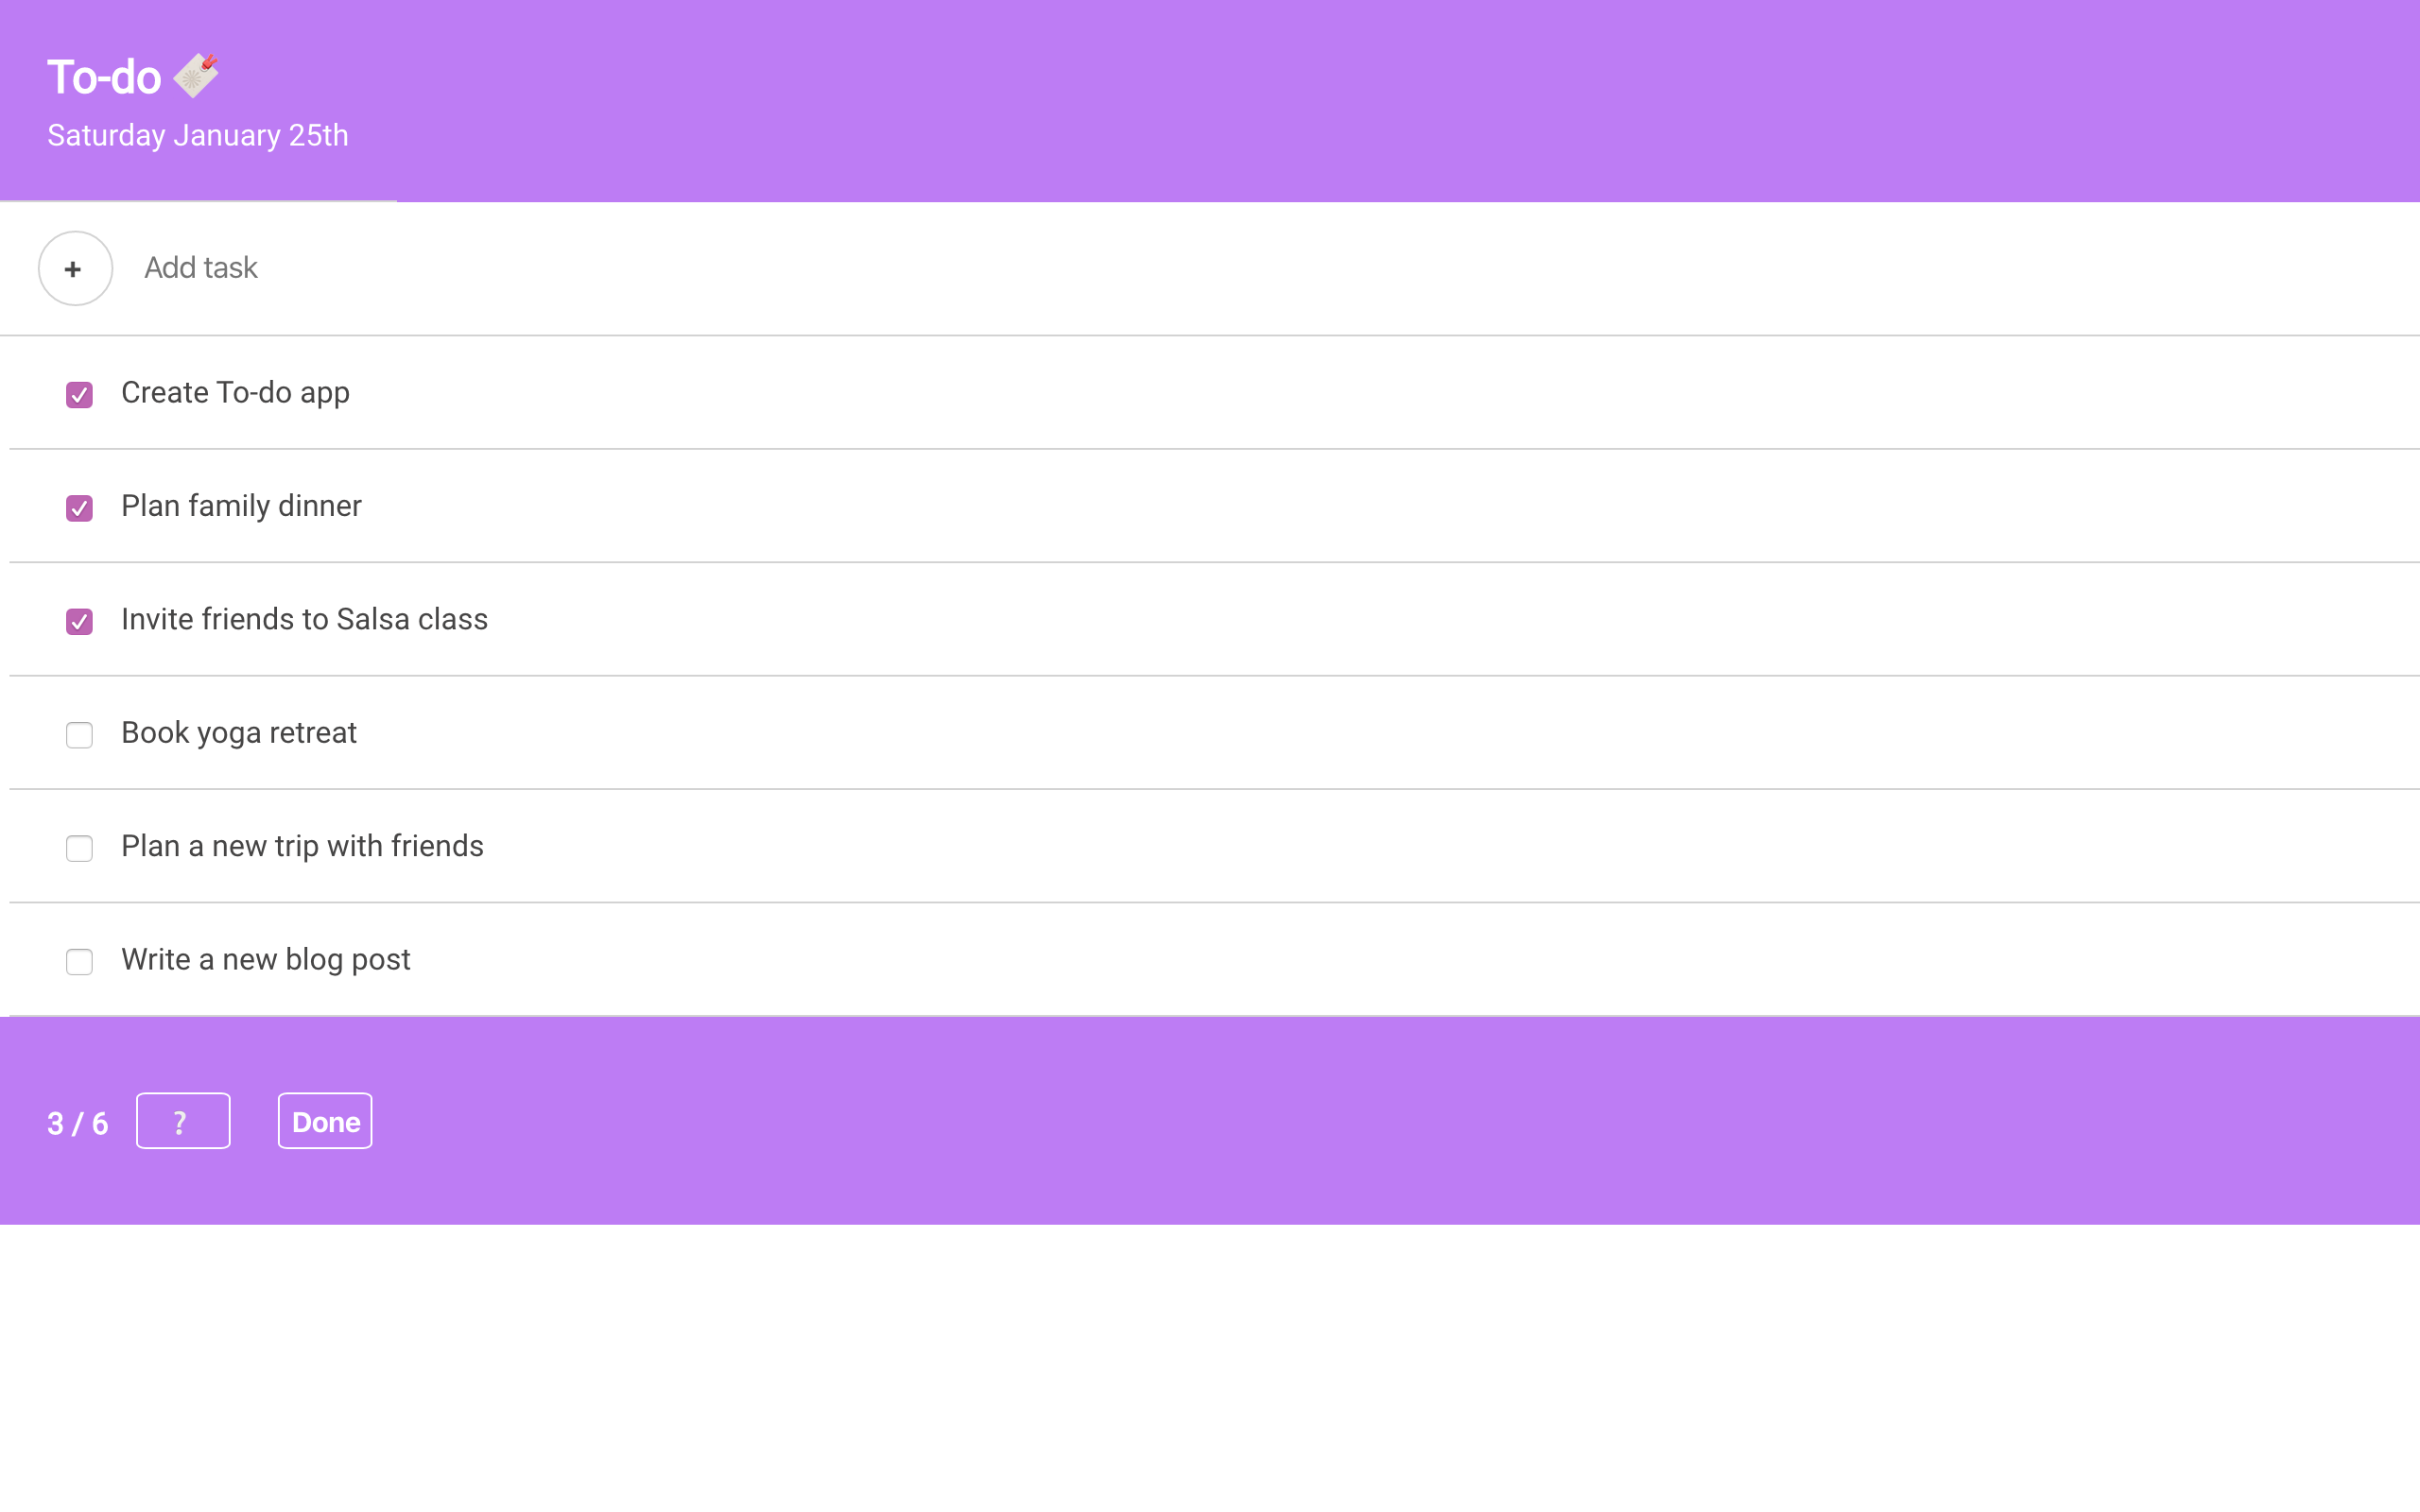 To-do
Saturday January 25th
+ Add task
Create To-do app
Plan family dinner
Invite friends to Salsa class
Book yoga retreat
Plan a new trip with friends
Write a new blog post
3 / 6 ? Done